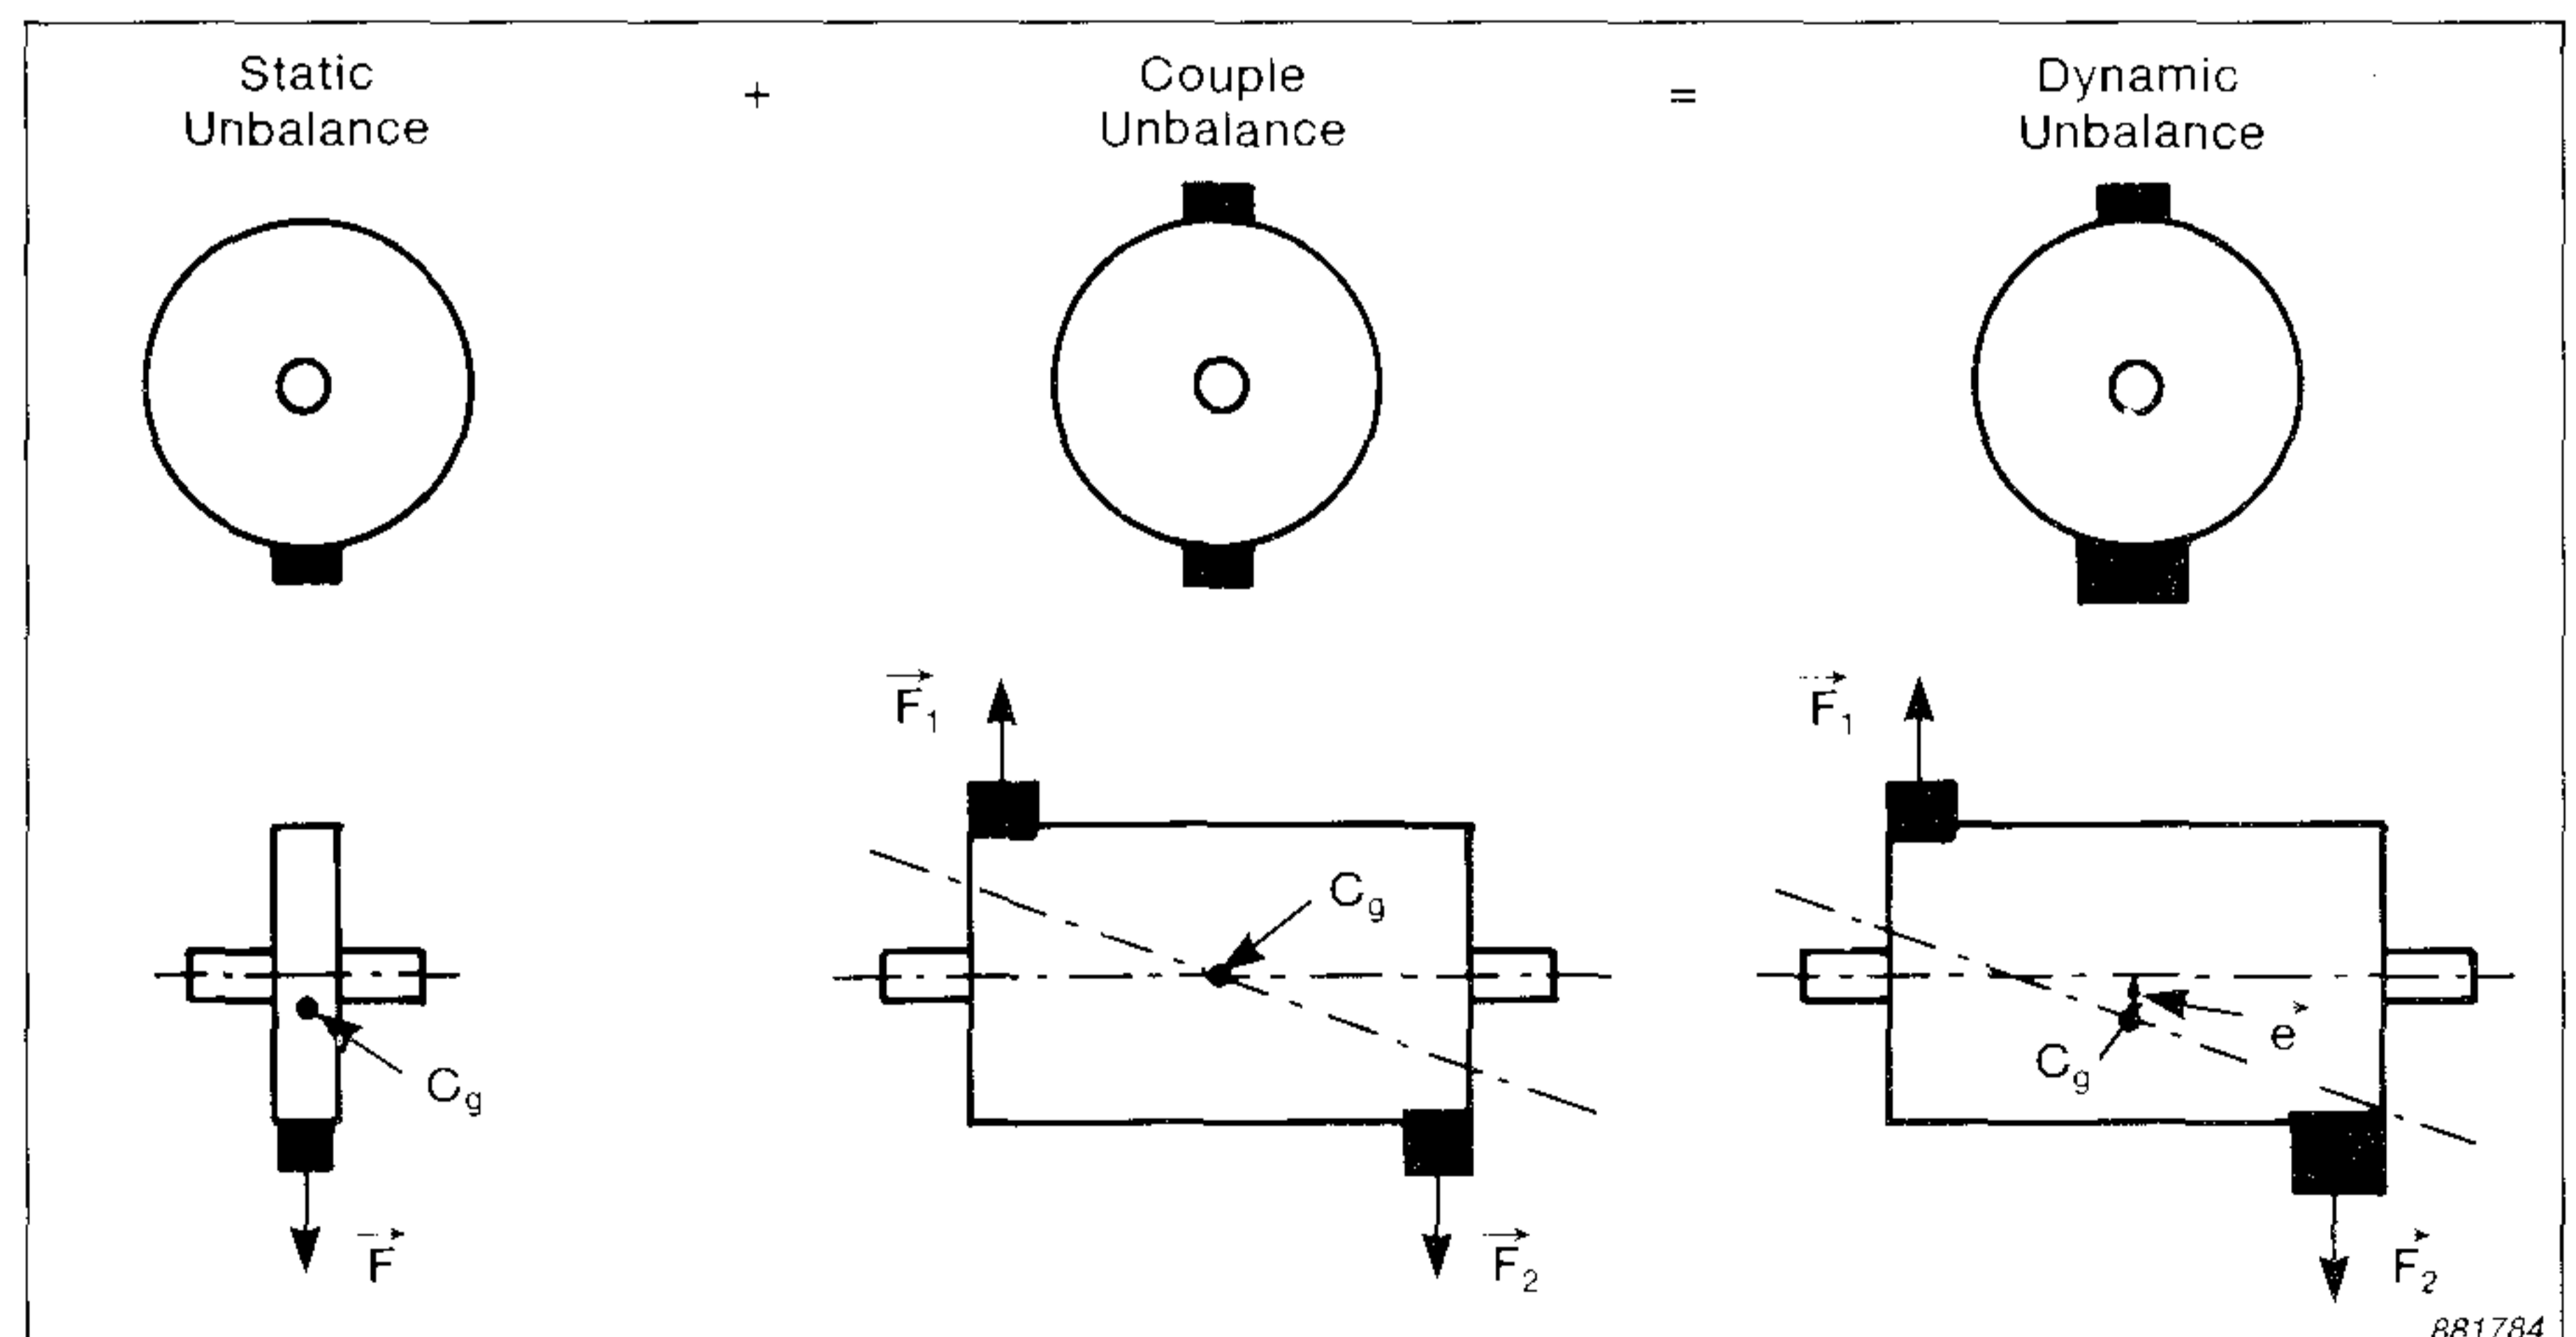 Static
Unbalance
+
Couple
Unbalance
=
Dynamic
Unbalance
F₁
F₁
Cg
Cg
Cg
e
F
F₂
F₂
881784